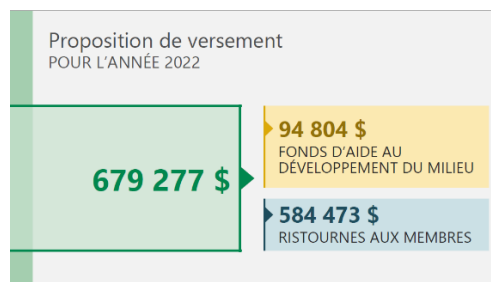 Proposition de versement
POUR L'ANNÉE 2022
679 277 $
94 804 $
FONDS D'AIDE AU
DÉVELOPPEMENT DU MILIEU
584 473 $
RISTOURNES AUX MEMBRES